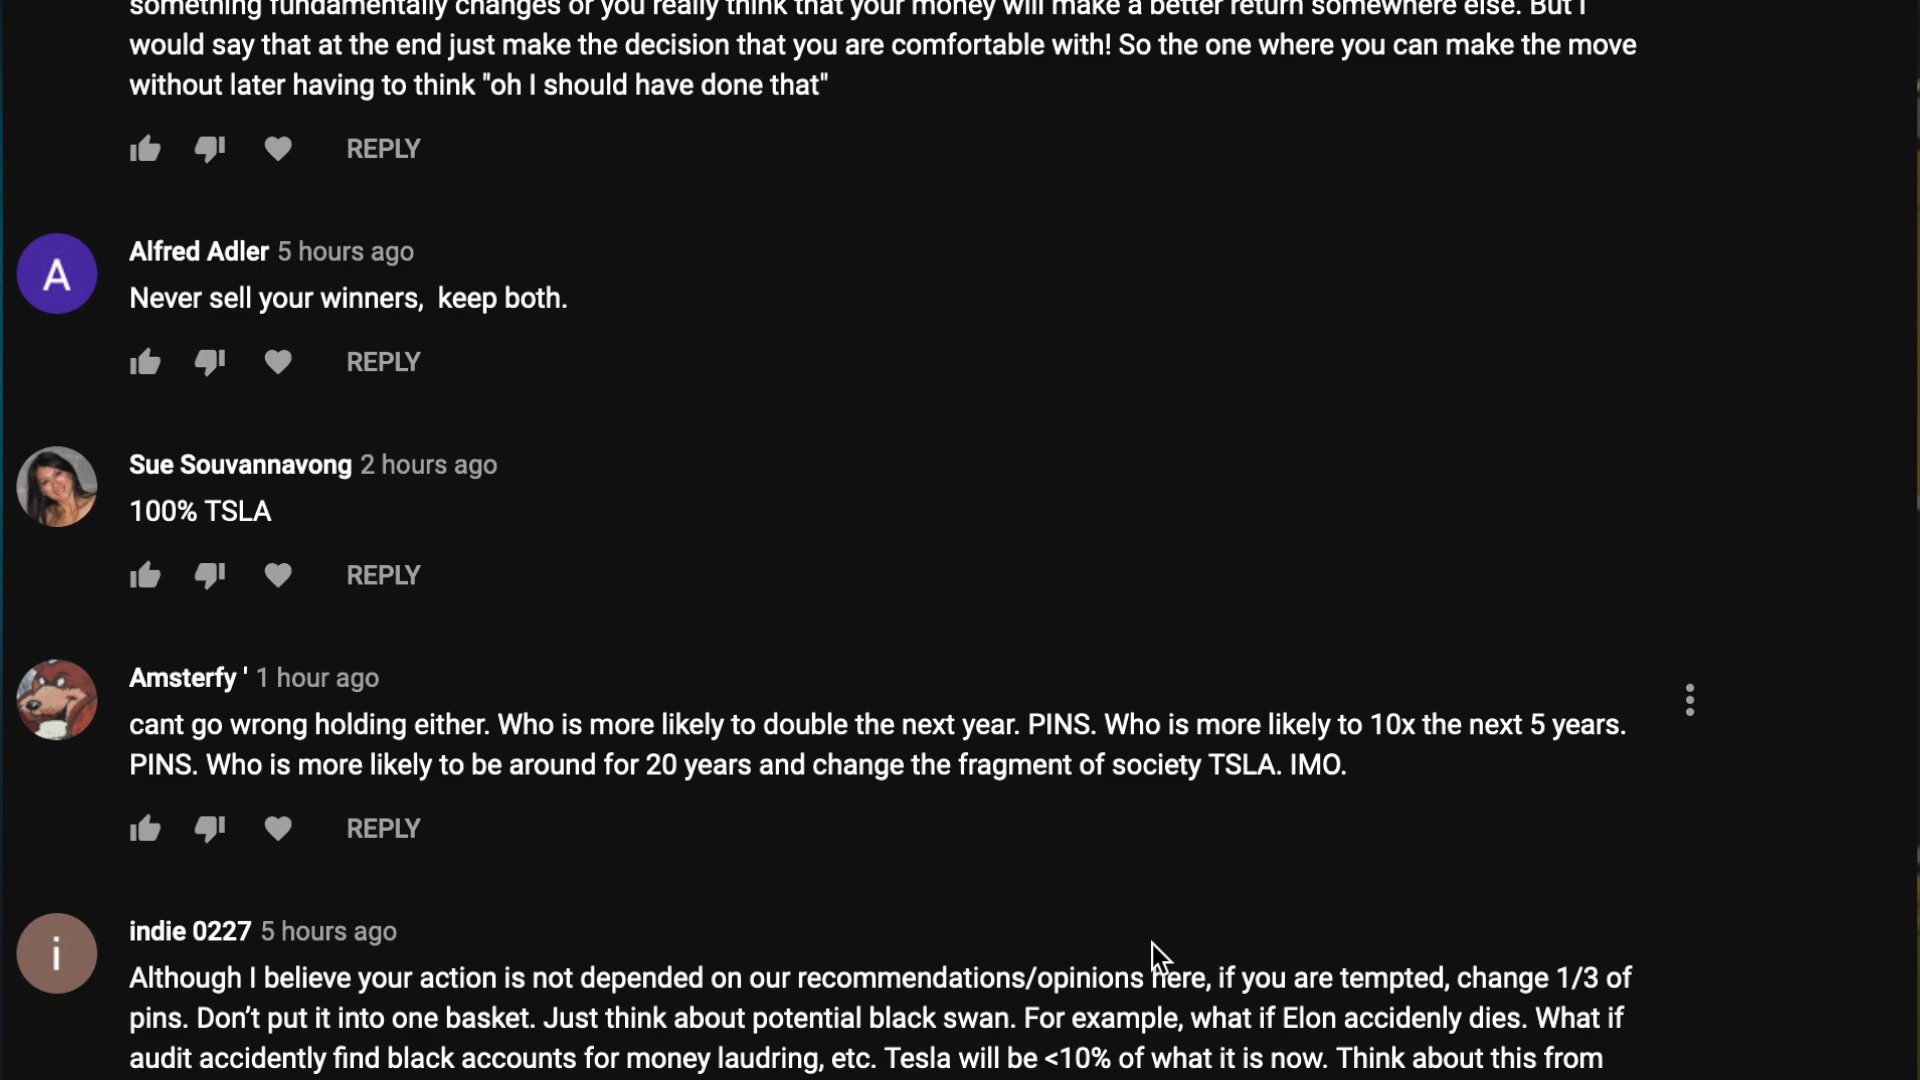 something fundamentally changes or you really think that your money will make a better return somewhere else. But I
would say that at the end just make the decision that you are comfortable with! So the one where you can make the move
without later having to think "oh I should have done that"
REPLY
A
Alfred Adler 5 hours ago
Never sell your winners,  keep both.
REPLY
Sue Souvannavong 2 hours ago
100% TSLA
REPLY
Amsterfy ' 1 hour ago
cant go wrong holding either. Who is more likely to double the next year. PINS. Who is more likely to 10x the next 5 years.
PINS. Who is more likely to be around for 20 years and change the fragment of society TSLA. IMO.
REPLY
i
indie 0227 5 hours ago
Although I believe your action is not depended on our recommendations/opinions here, if you are tempted, change 1/3 of
pins. Don’t put it into one basket. Just think about potential black swan. For example, what if Elon accidenly dies. What if
audit accidently find black accounts for money laudring, etc. Tesla will be <10% of what it is now. Think about this from